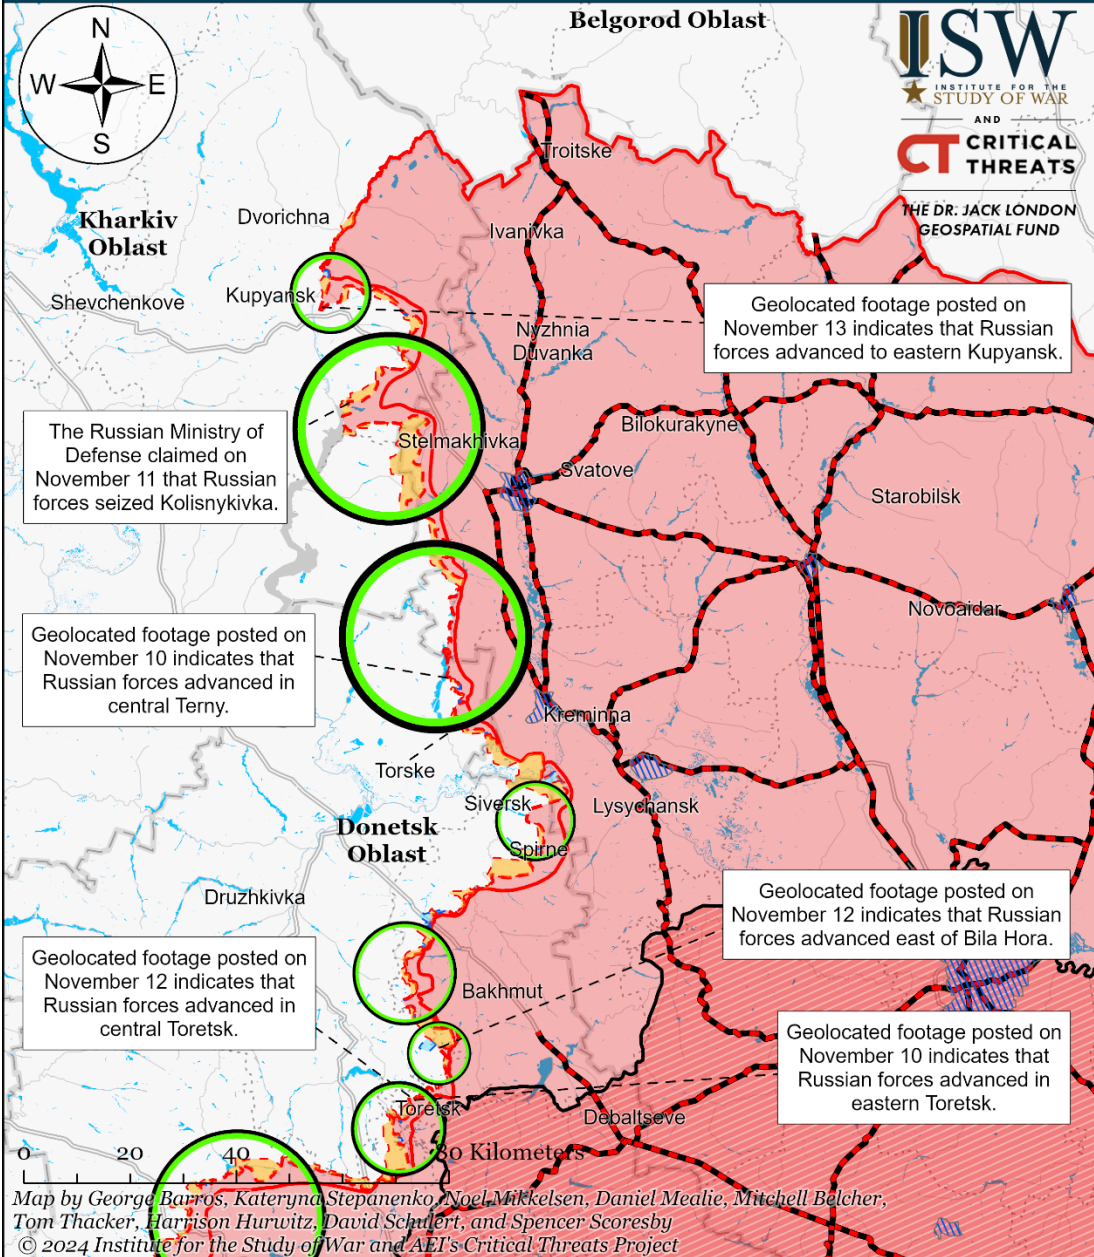 Belgorod Oblast
N
W
E
S
ISW
INSTITUTE FOR THE
STUDY OF WAR
AND
CT CRITICAL
THREATS
THE DR. JACK LONDON
GEOSPATIAL FUND
Troitske
Kharkiv
Oblast
Dvorichna
Ivanivka
Shevchenkove
Kupyansk
Geolocated footage posted on
November 13 indicates that Russian
forces advanced to eastern Kupyansk.
Nyzhnia
Duvanka
The Russian Ministry of
Defense claimed on
November 11 that Russian
forces seized Kolisnykivka.
Stelmakhivka
Bilokurakyne
Svatove
Starobilsk
Novoaidar
Geolocated footage posted on
November 10 indicates that
Russian forces advanced in
central Terny.
Kreminna
Torske
Siversk
Lysychansk
Donetsk
Oblast
Spirne
Druzhkivka
Geolocated footage posted on
November 12 indicates that Russian
forces advanced east of Bila Hora.
Geolocated footage posted on
November 12 indicates that
Russian forces advanced in
central Toretsk.
Bakhmut
Geolocated footage posted on
November 10 indicates that
Russian forces advanced in
eastern Toretsk.
Toretsk
Debaltseve
0 20 40 80 Kilometers
Map by George Barros, Kateryna Stepanenko, Noel Mikkelsen, Daniel Mealie, Mitchell Belcher,
Tom Thacker, Harrison Hurwitz, David Schulert, and Spencer Scoresby
© 2024 Institute for the Study of War and AEI's Critical Threats Project